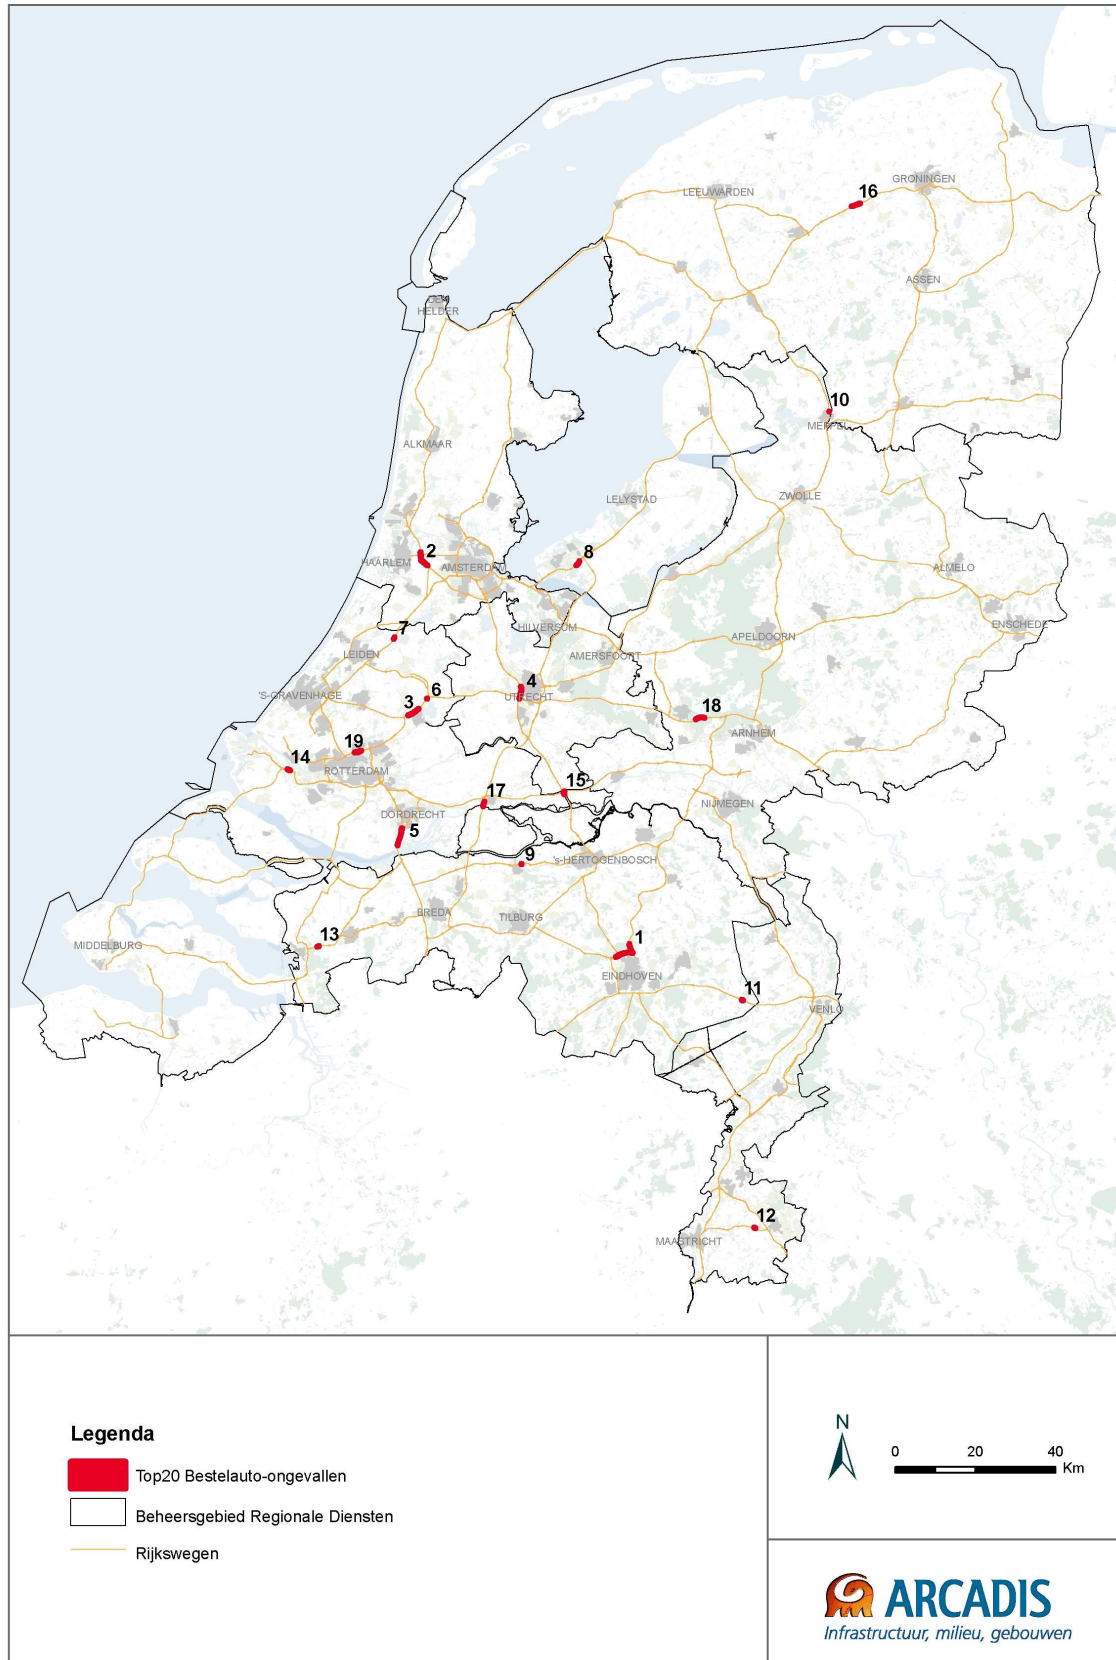 LEEUWARDEN
GRONINGEN
16
ASSEN
DEN
HELDER
10
MEPPEL
ALKMAAR
LELYSTAD
ZWOLLE
2
HAARLEM
AMSTERDAM
8
ALMELO
ENSCHEDE
7
HILVERSUM
APELDOORN
LEIDEN
AMERSFOORT
'S-GRAVENHAGE
6
4
UTRECHT
3
18
ARNHEM
19
14
ROTTERDAM
15
17
NIJMEGEN
DORDRECHT
5
9
's-HERTOGENBOSCH
BREDA
TILBURG
13
MIDDELBURG
1
EINDHOVEN
11
VENLO
12
MAASTRICHT
Legenda
Top20 Bestelauto-ongevallen
Beheersgebied Regionale Diensten
Rijkswegen
N
0 20 40
Km
ARCADIS
Infrastructuur, milieu, gebouwen